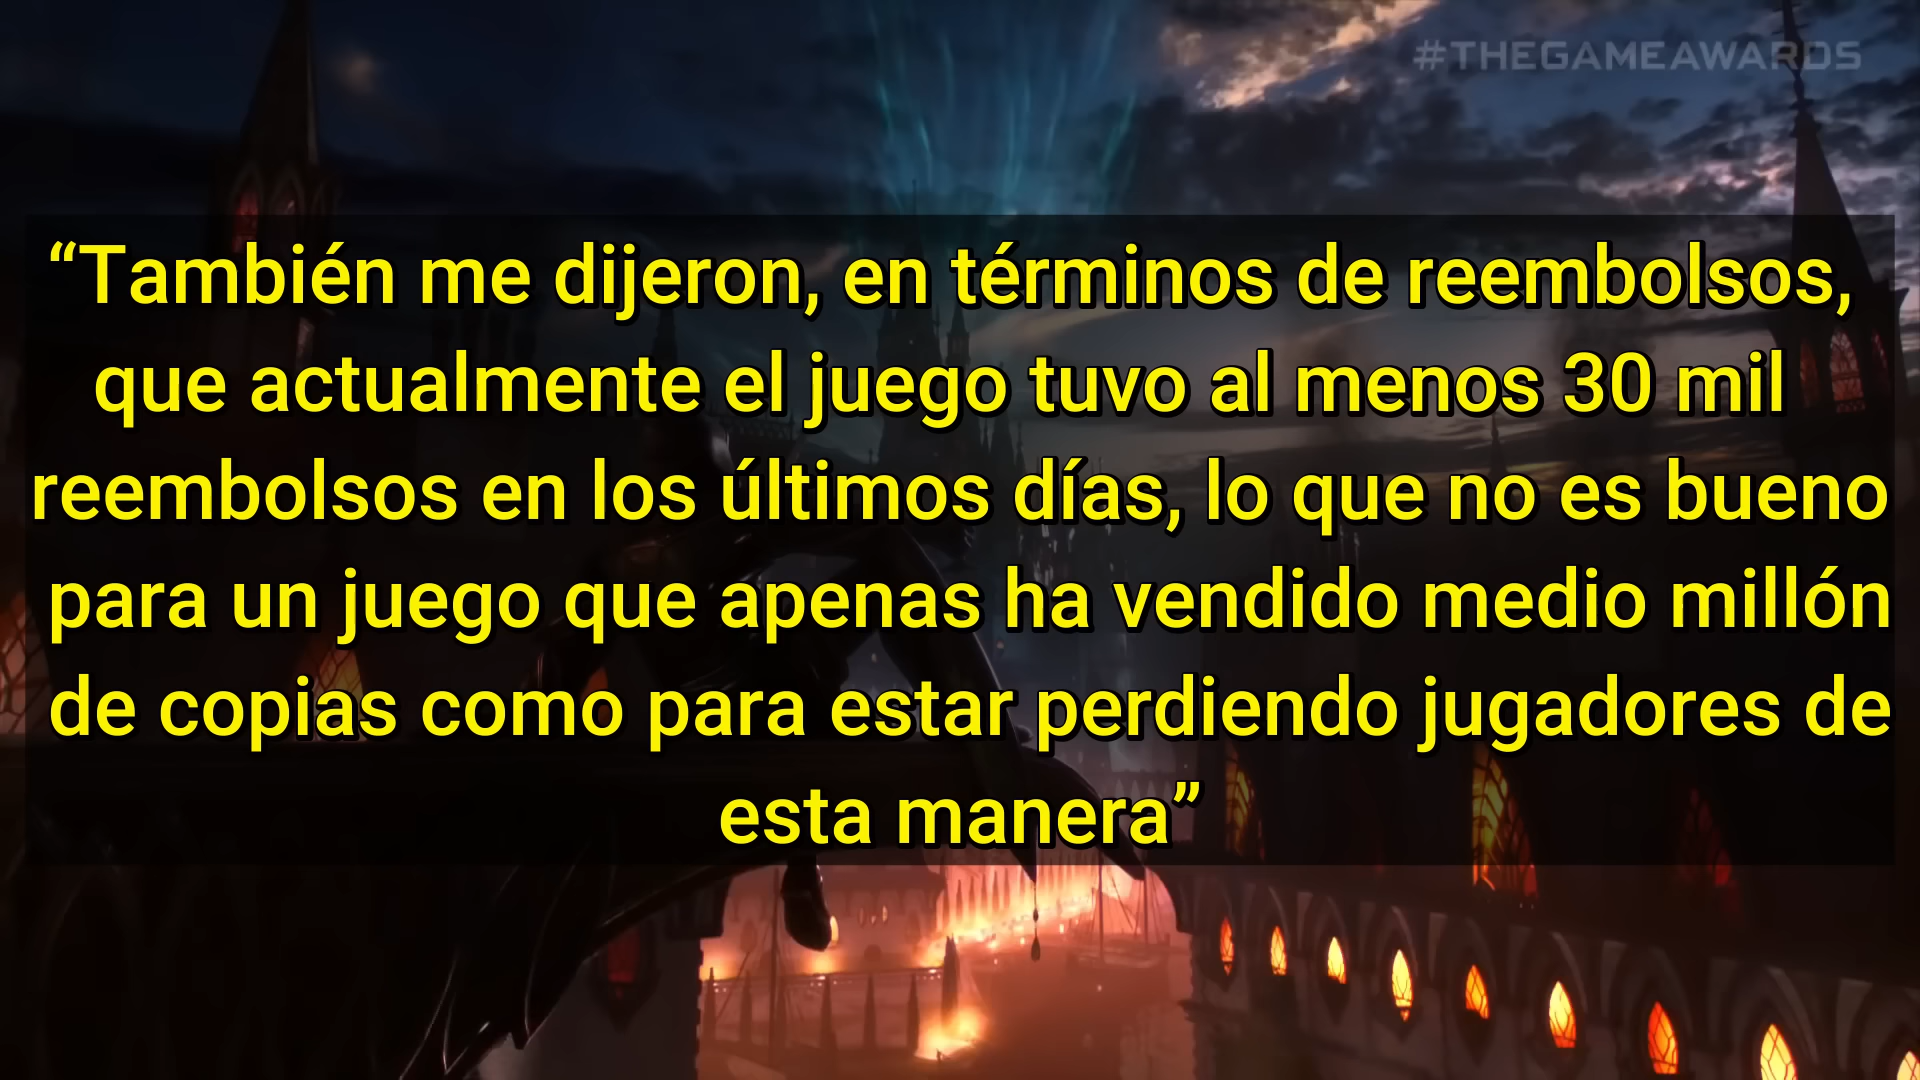 #THEGAMEAWARDS
“También me dijeron, en términos de reembolsos,
que actualmente el juego tuvo al menos 30 mil
reembolsos en los últimos días, lo que no es bueno
para un juego que apenas ha vendido medio millón
de copias como para estar perdiendo jugadores de
esta manera”